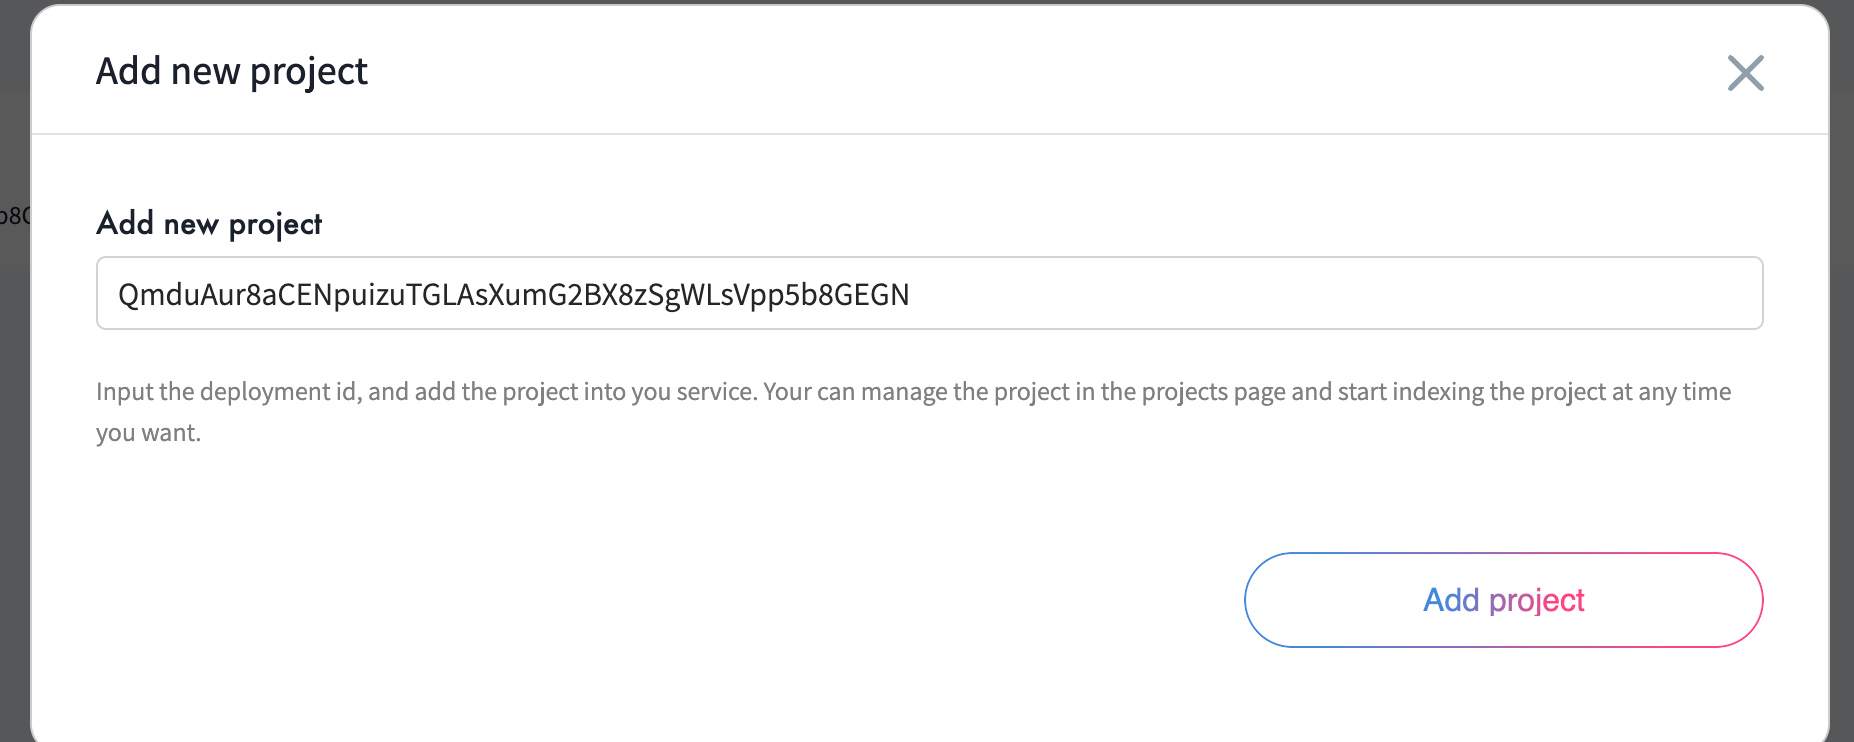 Add new project
Add new project
QmduAur8aCENpuizuTGLAsXumG2BX8zSgWLsVpp5b8GEGN
Input the deployment id, and add the project into you service. Your can manage the project in the projects page and start indexing the project at any time
you want.
Add project